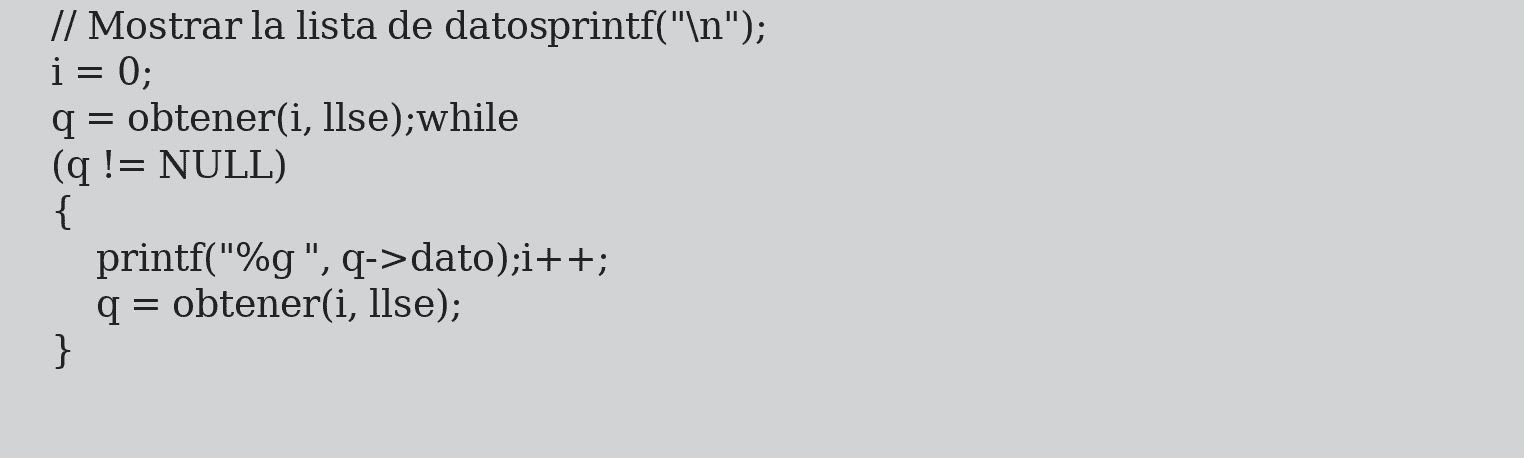 // Mostrar la lista de datosprintf("\n");
i = 0;
q = obtener(i, llse);while
(q != NULL)
{
printf("%g ", q->dato);i++;
q = obtener(i, llse);
}